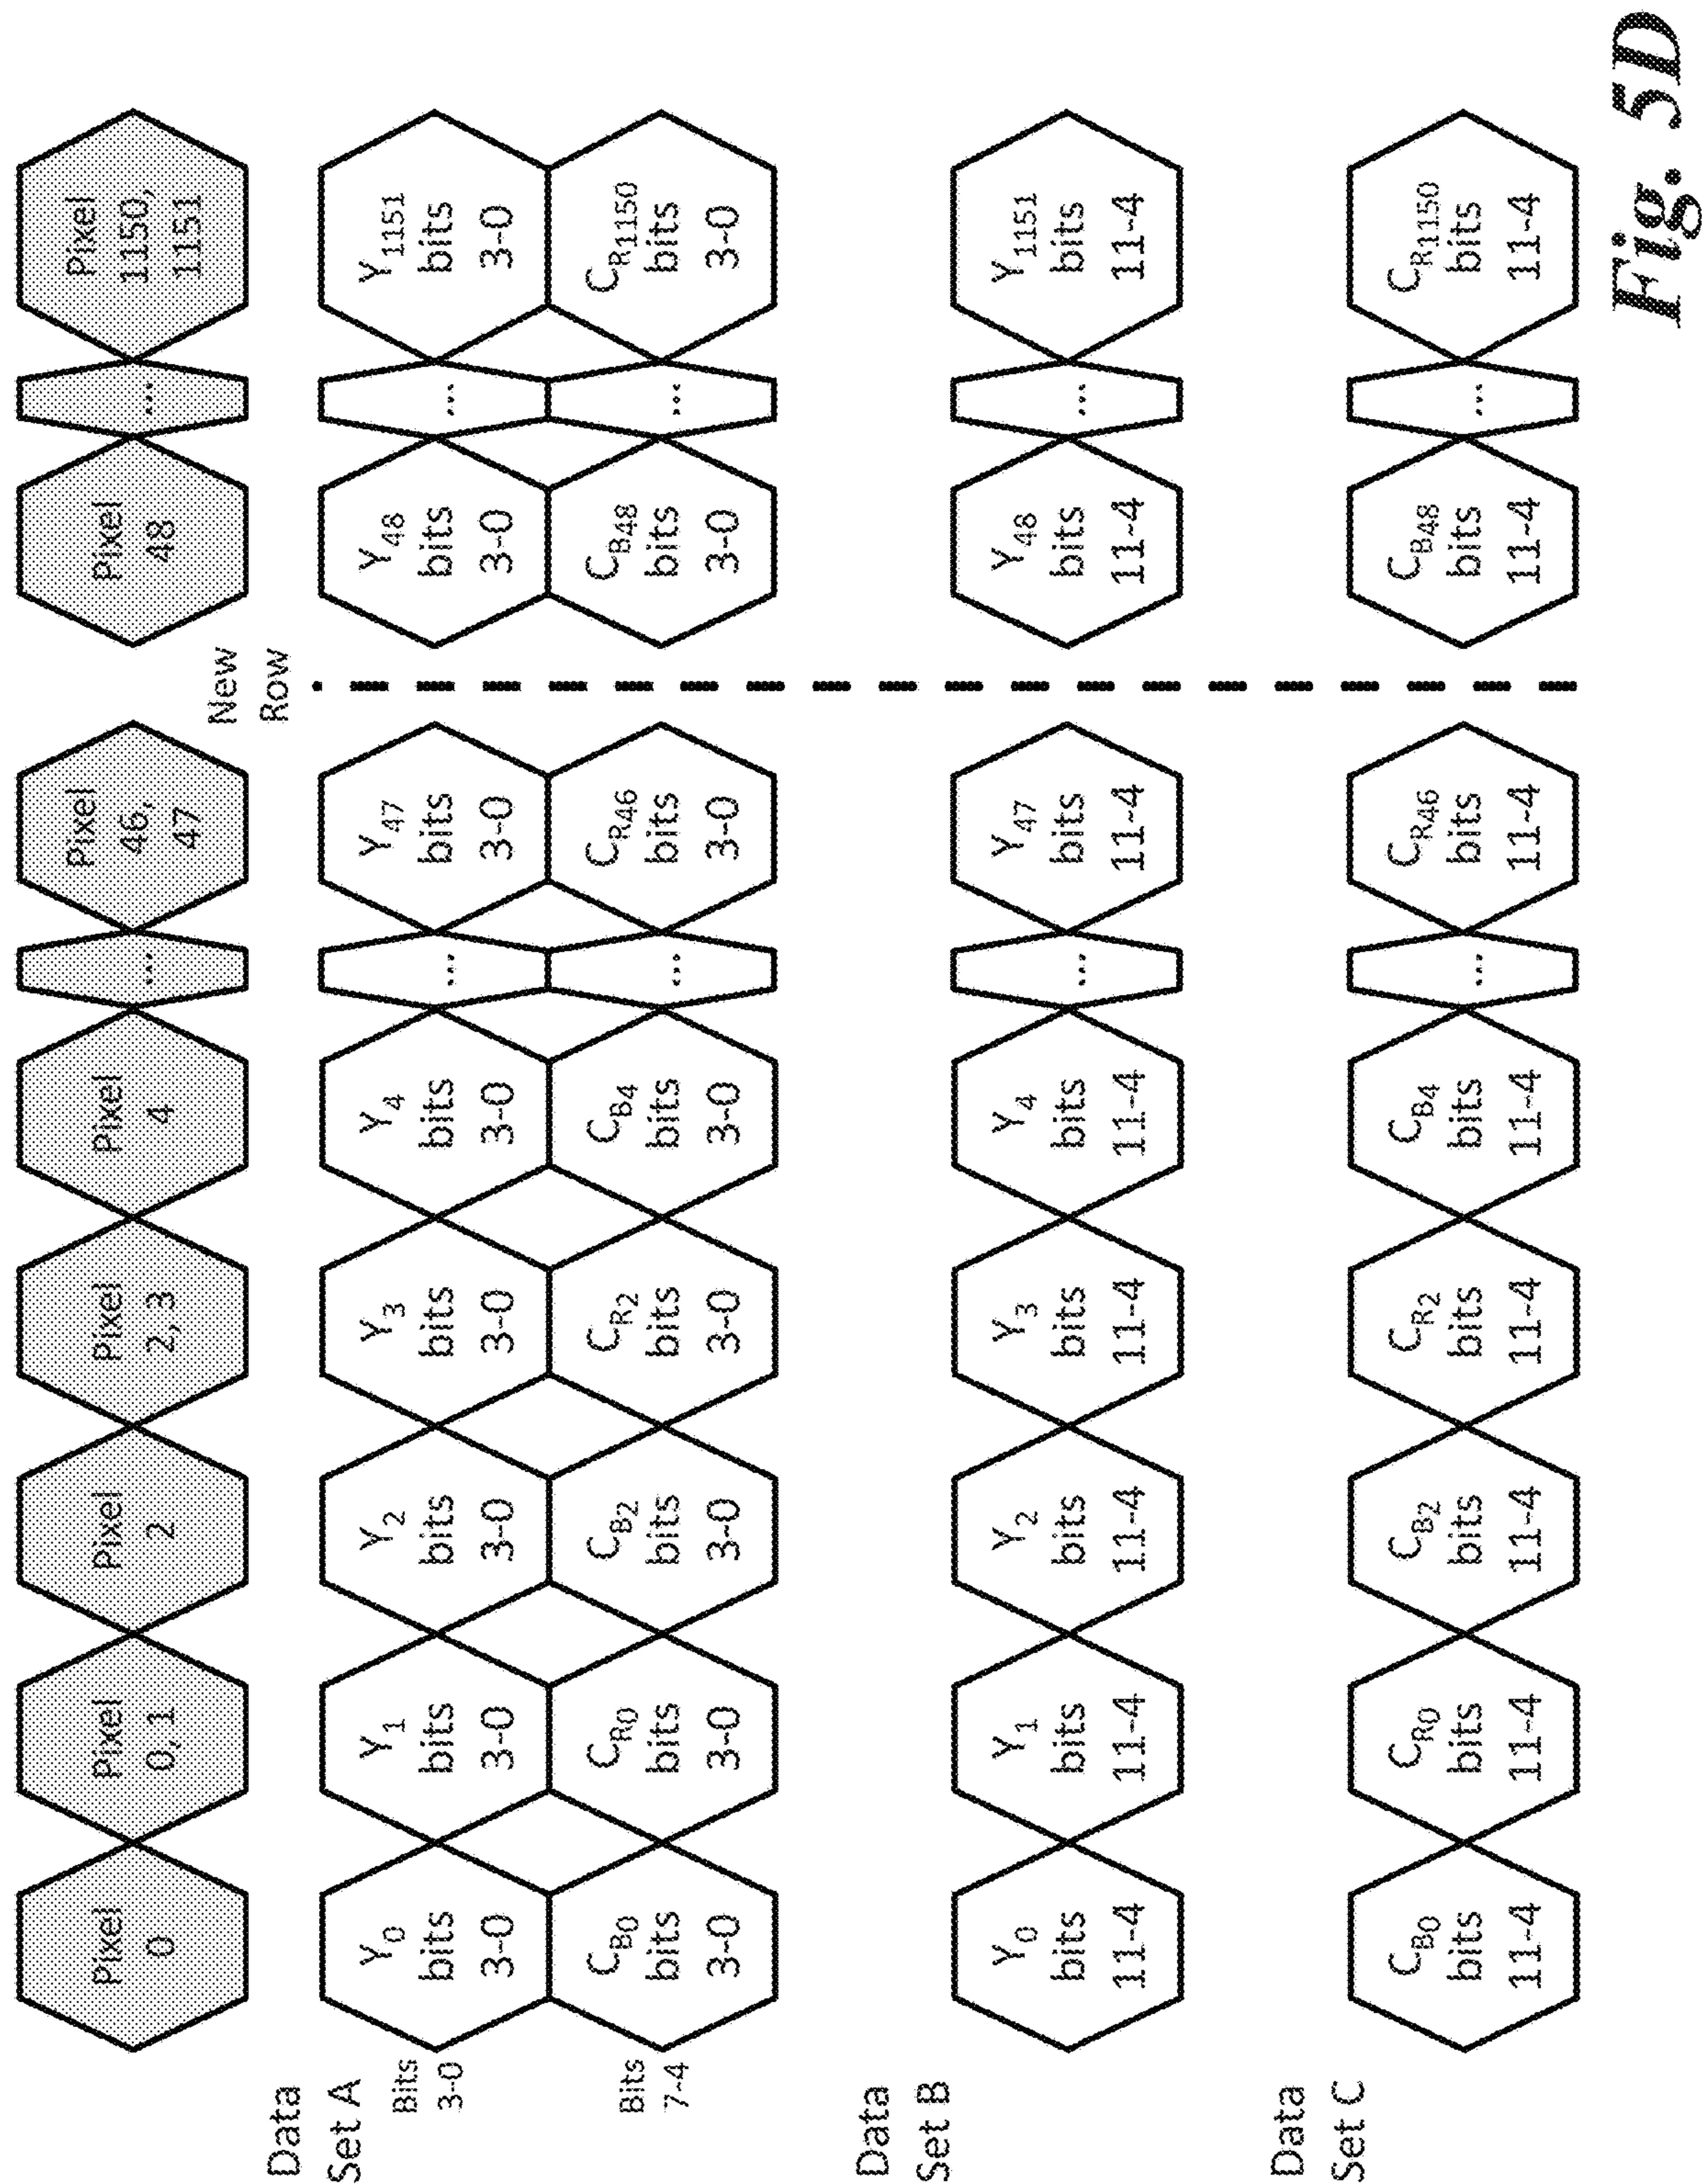 Pixel
0
Pixel
0,1
Pixel
2
Pixel
2,3
Pixel
4
...
Pixel
46,
47
New
Row
Pixel
48
...
Pixel
1150,
1151
Data
Set A
Bits
3-0
Y0
bits
3-0
Y1
bits
3-0
Y2
bits
3-0
Y3
bits
3-0
Y4
bits
3-0
...
Y47
bits
3-0
Y48
bits
3-0
...
Y1151
bits
3-0
Bits
7-4
CB0
bits
3-0
CR0
bits
3-0
CB2
bits
3-0
CR2
bits
3-0
CB4
bits
3-0
...
CR46
bits
3-0
CB48
bits
3-0
...
CR1150
bits
3-0
Data
Set B
Y0
bits
11-4
Y1
bits
11-4
Y2
bits
11-4
Y3
bits
11-4
Y4
bits
11-4
...
Y47
bits
11-4
Y48
bits
11-4
...
Y1151
bits
11-4
Data
Set C
CB0
bits
11-4
CR0
bits
11-4
CB2
bits
11-4
CR2
bits
11-4
CB4
bits
11-4
...
CR46
bits
11-4
CB48
bits
11-4
...
CR1150
bits
11-4
Fig. 5D